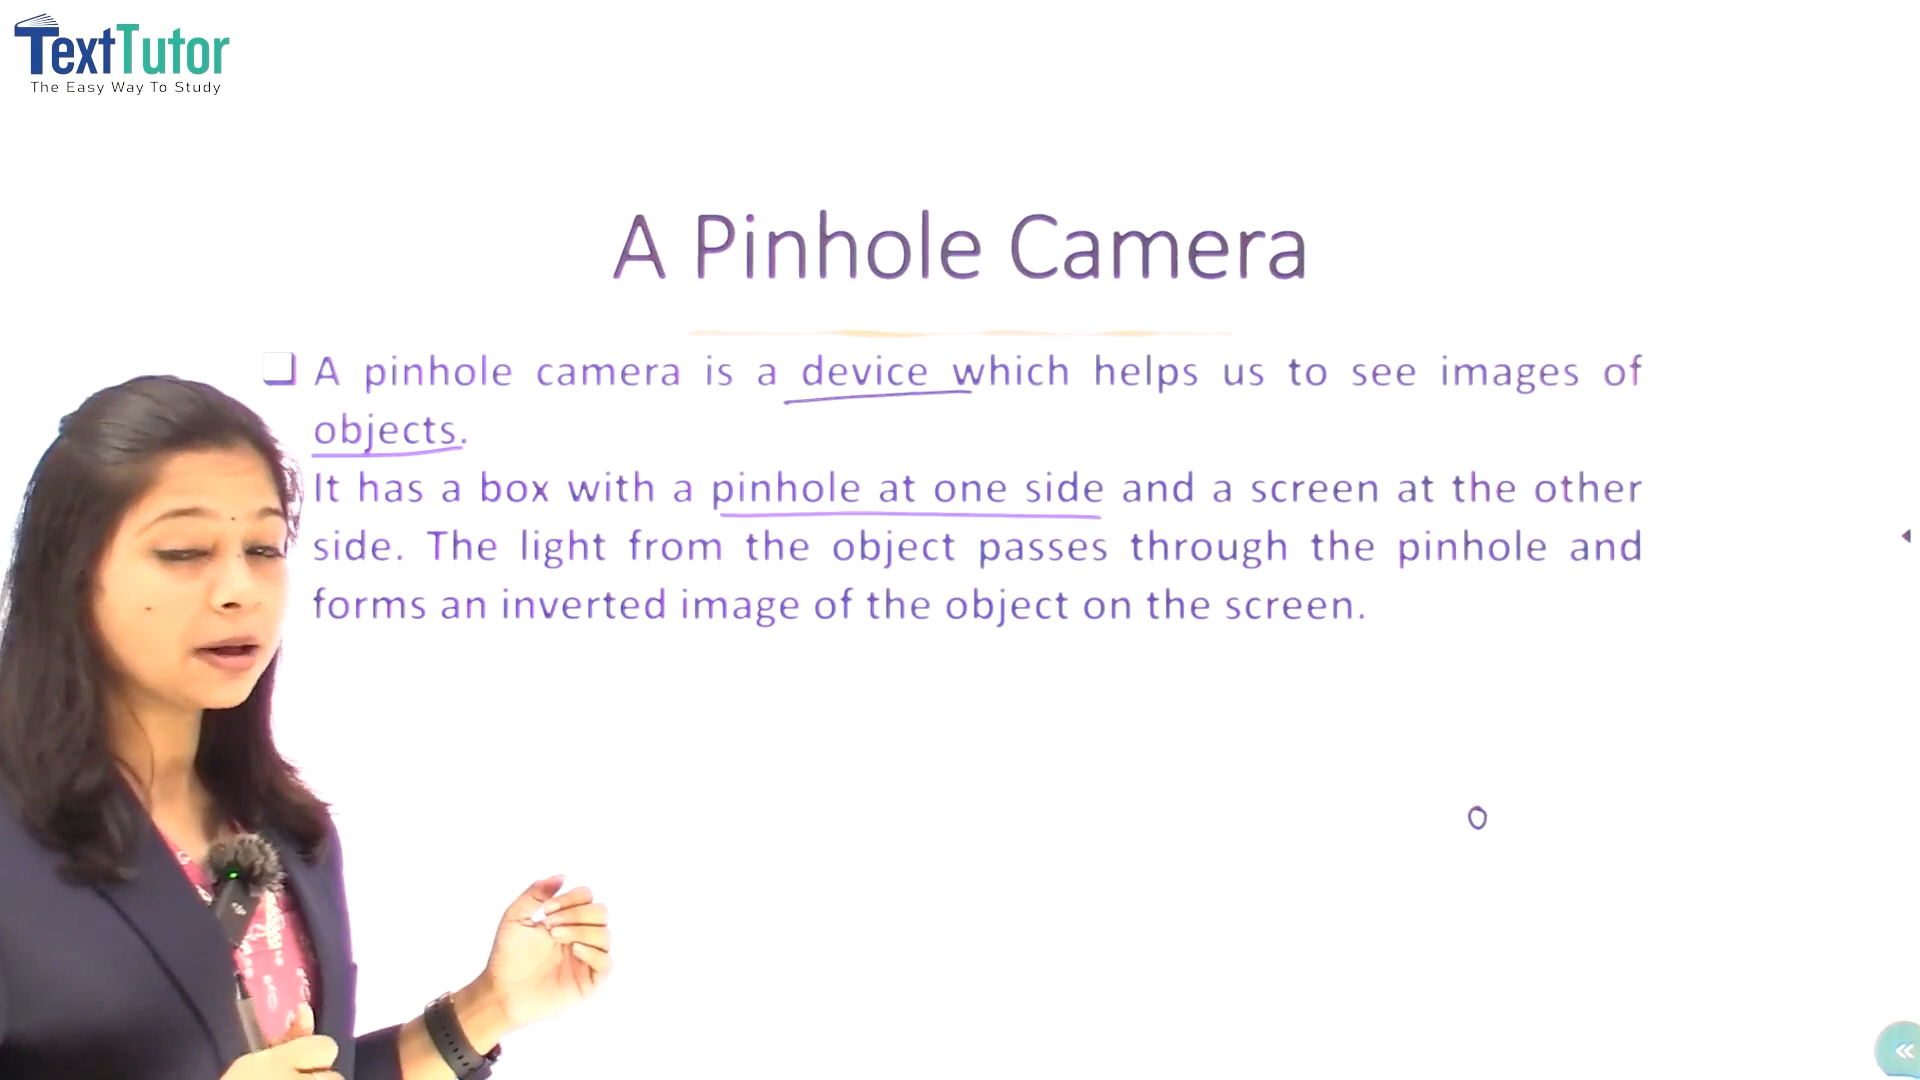 TextTutor
The Easy Way To Study
A Pinhole Camera
A pinhole camera is a device which helps us to see images of
objects.
It has a box with a pinhole at one side and a screen at the other
side. The light from the object passes through the pinhole and
forms an inverted image of the object on the screen.